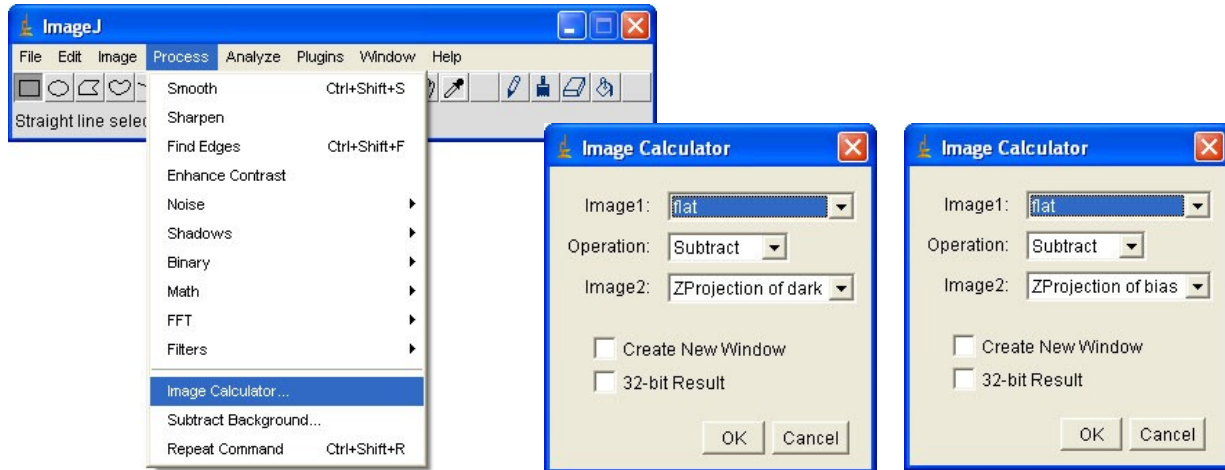 ImageJ
File Edit Image Process Analyze Plugins Window Help
Straight line selec
Smooth Ctrl+Shift+S
Sharpen
Find Edges Ctrl+Shift+F
Enhance Contrast
Noise
Shadows
Binary
Math
FFT
Filters
Image Calculator...
Subtract Background...
Repeat Command Ctrl+Shift+R
Image Calculator
Image1: flat
Operation: Subtract
Image2: ZProjection of dark
Create New Window
32-bit Result
OK Cancel
Image Calculator
Image1: flat
Operation: Subtract
Image2: ZProjection of bias
Create New Window
32-bit Result
OK Cancel